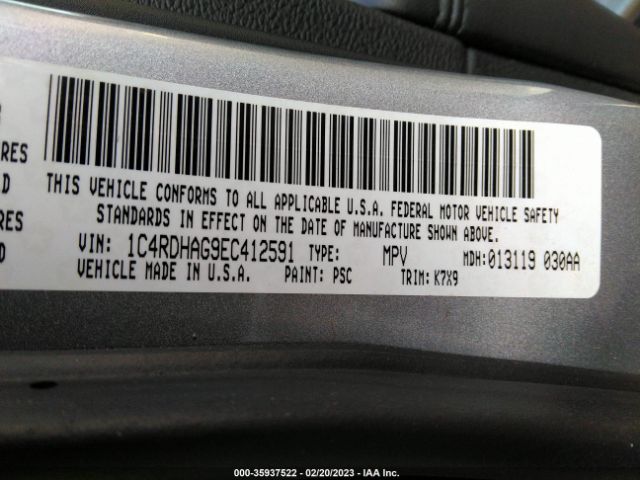 RES
D
THIS VEHICLE CONFORMS TO ALL APPLICABLE U.S.A. FEDERAL MOTOR VEHICLE SAFETY
RES
STANDARDS IN EFFECT ON THE DATE OF MANUFACTURE SHOWN ABOVE.
D
VIN: 1C4RDHAG9EC412591 TYPE: MPV MDH: 013119 030AA
VEHICLE MADE IN U.S.A. PAINT: PSC TRIM: K7X9
000-35937522 - 02/20/2023 - IAA Inc.